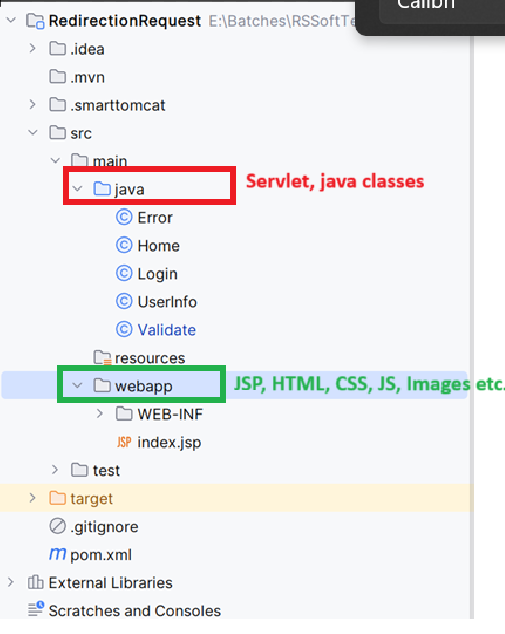 Calibri
RedirectionRequest E:\Batches\RSSoftTe
.idea
.mvn
.smarttomcat
src
main
java Servlet, java classes
Error
Home
Login
UserInfo
Validate
resources
webapp JSP, HTML, CSS, JS, Images etc.
WEB-INF
JSP index.jsp
test
target
.gitignore
m pom.xml
External Libraries
Scratches and Consoles